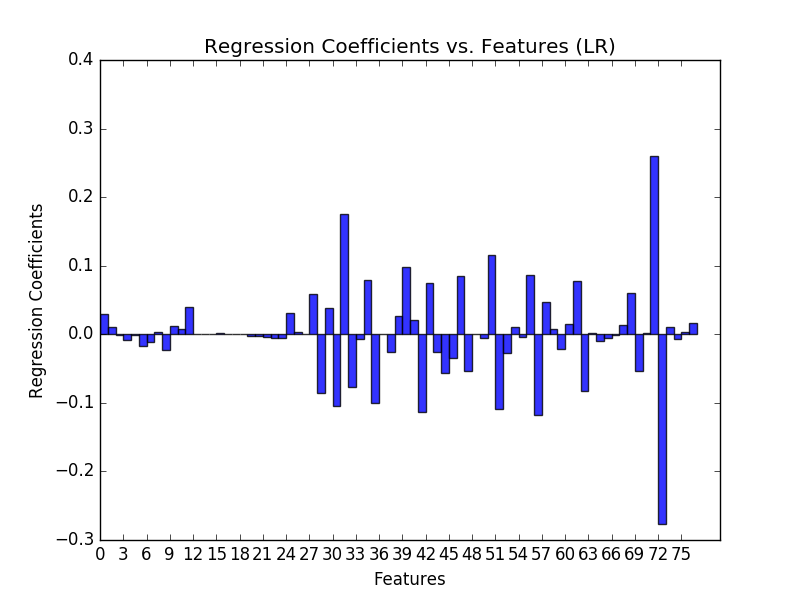 Regression Coefficients vs. Features (LR)
0.4
0.3
0.2
0.1
0.0
−0.1
−0.2
−0.3
Regression Coefficients
0 3 6 9 12 15 18 21 24 27 30 33 36 39 42 45 48 51 54 57 60 63 66 69 72 75
Features